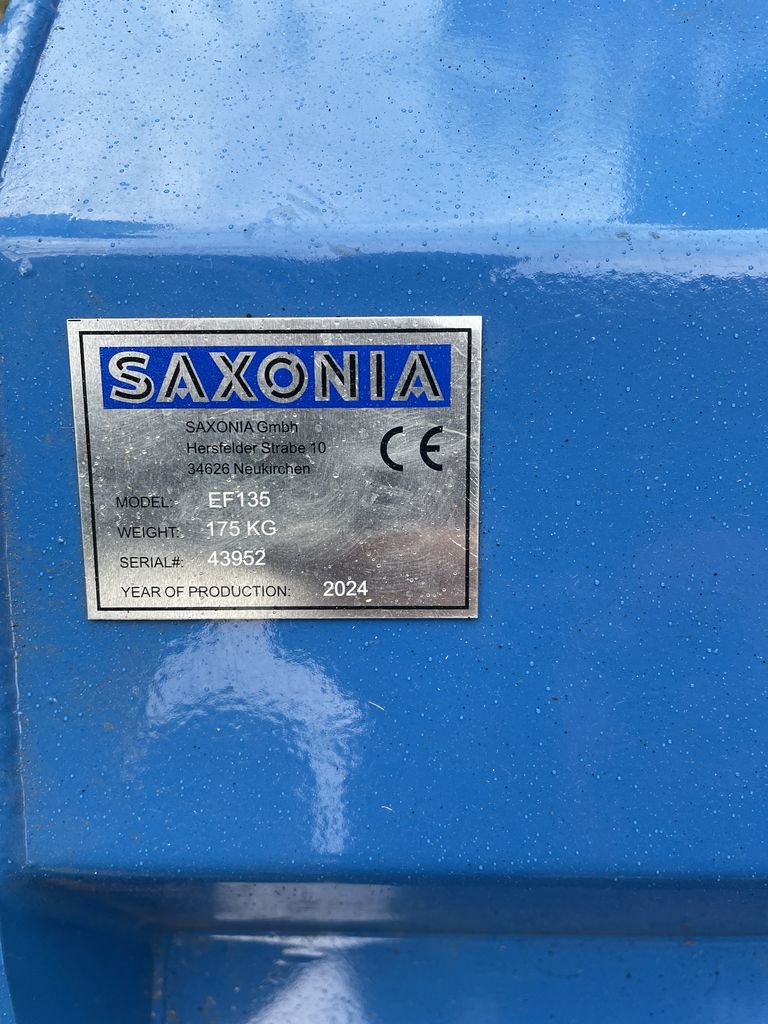 SAXONIA
SAXONIA Gmbh
Hersfelder Strabe 10
34626 Neukirchen
CE
MODEL: EF135
WEIGHT: 175 KG
SERIAL#: 43952
YEAR OF PRODUCTION: 2024